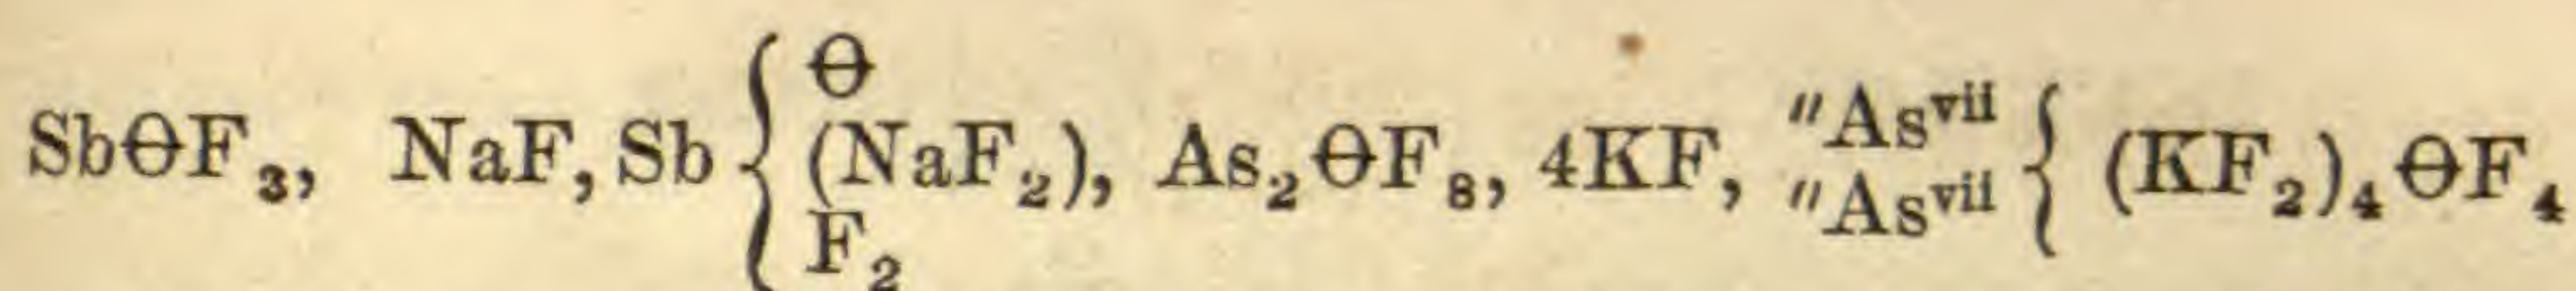 SbΘF₃, NaF, Sb { Θ (NaF₂), F₂ As₂ΘF₈, 4KF, ″Asᵛⁱⁱ ″Asᵛⁱⁱ { (KF₂)₄ΘF₄